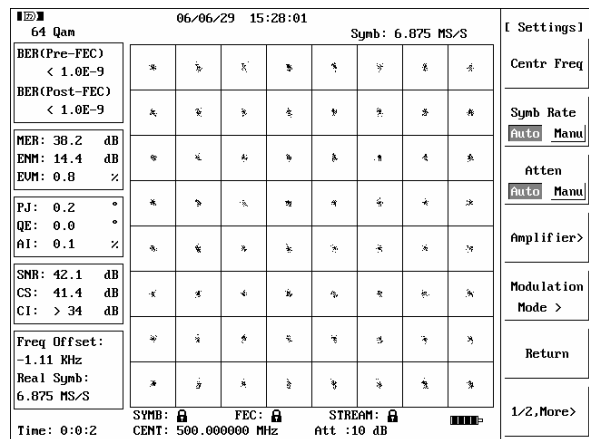 06/06/29 15:28:01
64 Qam
Symb: 6.875 MS/S
BER(Pre-FEC)
< 1.0E-9
BER(Post-FEC)
< 1.0E-9
MER: 38.2 dB
ENM: 14.4 dB
EVM: 0.8 %
PJ: 0.2 °
QE: 0.0 °
AI: 0.1 %
SNR: 42.1 dB
CS: 41.4 dB
CI: > 34 dB
Freq Offset:
-1.11 KHz
Real Symb:
6.875 MS/S
Time: 0:0:2
SYMB: FEC: STREAM:
CENT: 500.000000 MHz Att :10 dB
[ Settings]
Centr Freq
Symb Rate
Auto Manu
Atten
Auto Manu
Amplifier>
Modulation
Mode >
Return
1/2,More>